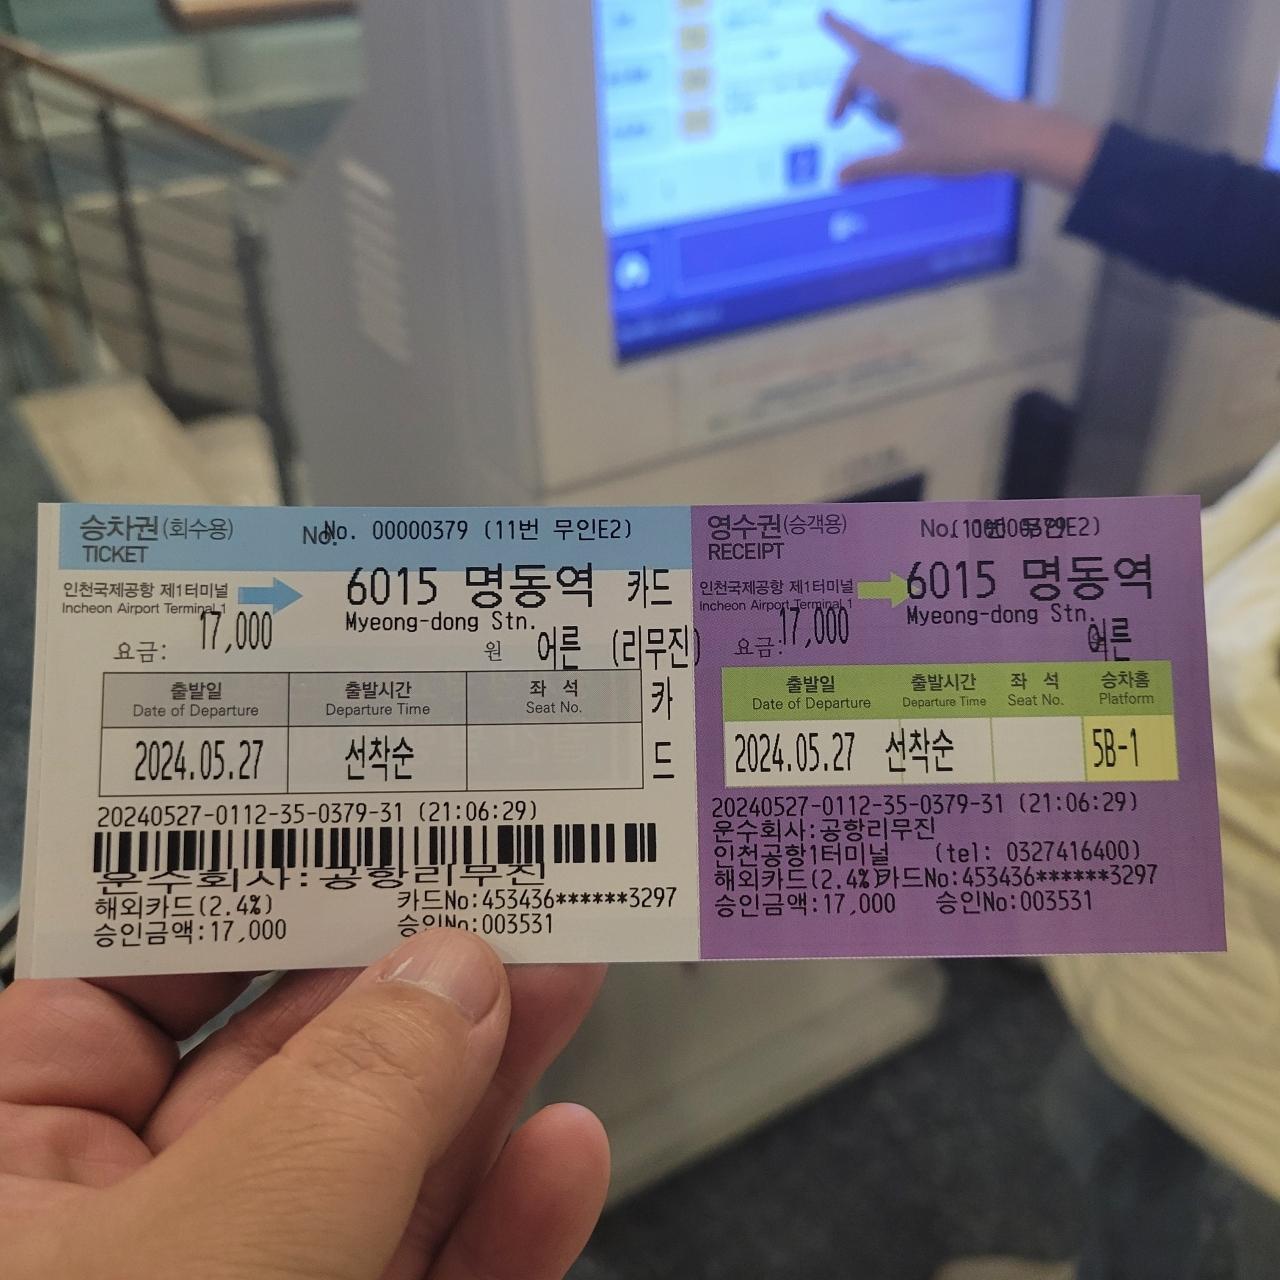 승차권(회수용)
TICKET
No. No. 00000379 (11번 무인E2)
인천국제공항 제1터미널
Incheon Airport Terminal 1
6015 명동역 카드
Myeong-dong Stn.
요금: 17,000 원 어른 (리무진)
카
드
출발일 출발시간 좌 석
Date of Departure Departure Time Seat No.
2024.05.27 선착순
20240527-0112-35-0379-31 (21:06:29)
운수회사:공항리무진
해외카드(2.4%) 카드No:453436******3297
승인금액:17,000 승인No:003531
영수권(승객용)
RECEIPT
인천국제공항 제1터미널
Incheon Airport Terminal 1
6015 명동역
Myeong-dong Stn.
요금: 17,000 어른
출발일 출발시간 좌 석 승차홈
Date of Departure Departure Time Seat No. Platform
2024.05.27 선착순 5B-1
20240527-0112-35-0379-31 (21:06:29)
운수회사:공항리무진
인천공항1터미널 (tel: 0327416400)
해외카드(2.4%)카드No:453436******3297
승인금액:17,000 승인No:003531